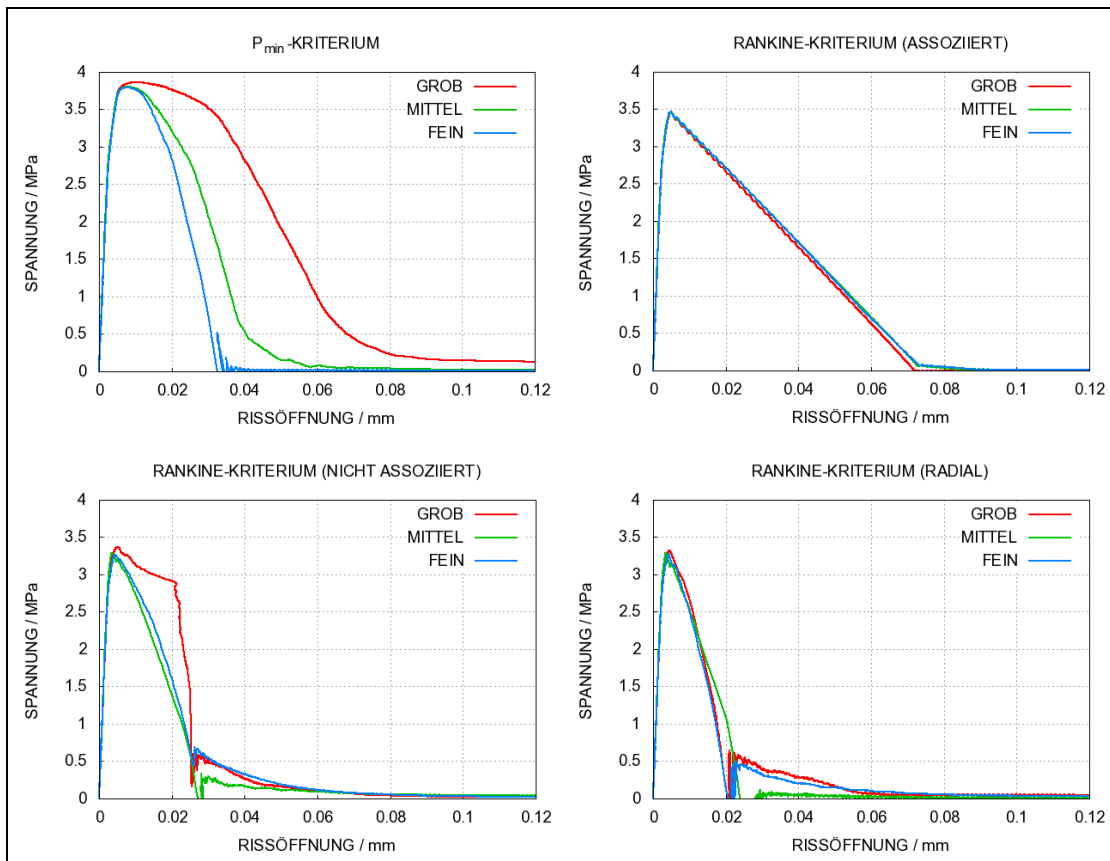 Pmin-KRITERIUM
SPANNUNG / MPa
4
3.5
3
2.5
2
1.5
1
0.5
0
GROB
MITTEL
FEIN
0 0.02 0.04 0.06 0.08 0.1 0.12
RISSÖFFNUNG / mm
RANKINE-KRITERIUM (ASSOZIIERT)
SPANNUNG / MPa
4
3.5
3
2.5
2
1.5
1
0.5
0
GROB
MITTEL
FEIN
0 0.02 0.04 0.06 0.08 0.1 0.12
RISSÖFFNUNG / mm
RANKINE-KRITERIUM (NICHT ASSOZIIERT)
SPANNUNG / MPa
4
3.5
3
2.5
2
1.5
1
0.5
0
GROB
MITTEL
FEIN
0 0.02 0.04 0.06 0.08 0.1 0.12
RISSÖFFNUNG / mm
RANKINE-KRITERIUM (RADIAL)
SPANNUNG / MPa
4
3.5
3
2.5
2
1.5
1
0.5
0
GROB
MITTEL
FEIN
0 0.02 0.04 0.06 0.08 0.1 0.12
RISSÖFFNUNG / mm